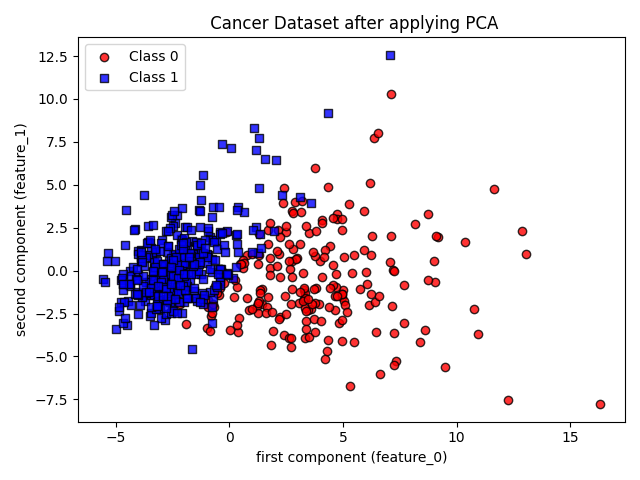 Cancer Dataset after applying PCA
Class 0
Class 1
12.5
10.0
7.5
5.0
2.5
0.0
−2.5
−5.0
−7.5
second component (feature_1)
−5 0 5 10 15
first component (feature_0)